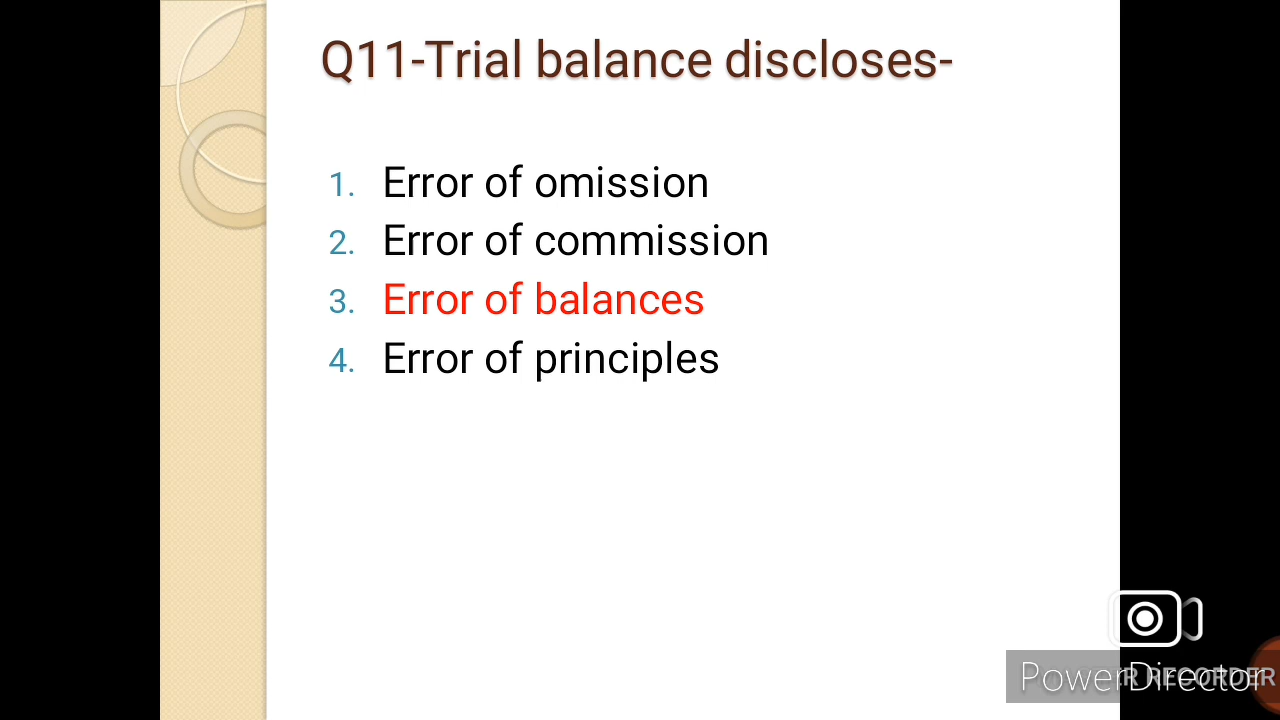 Q11-Trial balance discloses-
1. Error of omission
2. Error of commission
3. Error of balances
4. Error of principles
PowerDirector
RECORDER